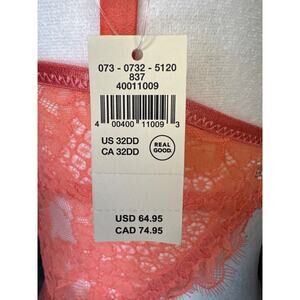 073 - 0732 - 5120
837
40011009
4 00400 11009 3
US 32DD
CA 32DD
REAL
GOOD.
USD 64.95
CAD 74.95